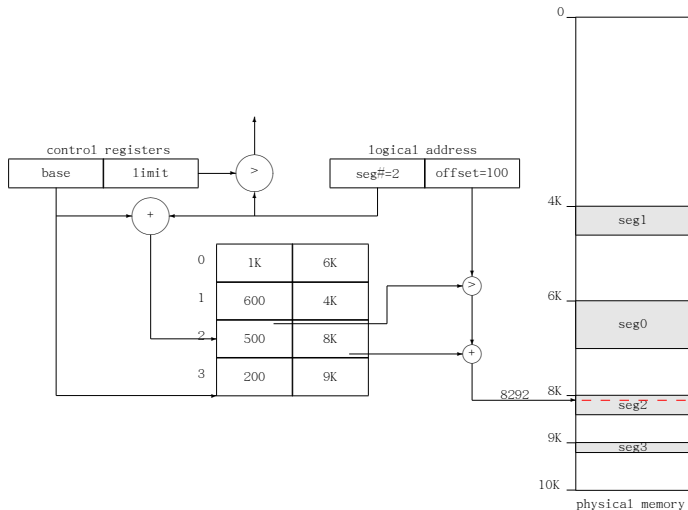 0
control registers
logical address
base limit
>
seg#=2 offset=100
4K
+
seg1
0 1K 6K
1 600 4K
>
6K
seg0
2 500 8K
+
3 200 9K
8292
8K
seg2
9K
seg3
10K
physical memory